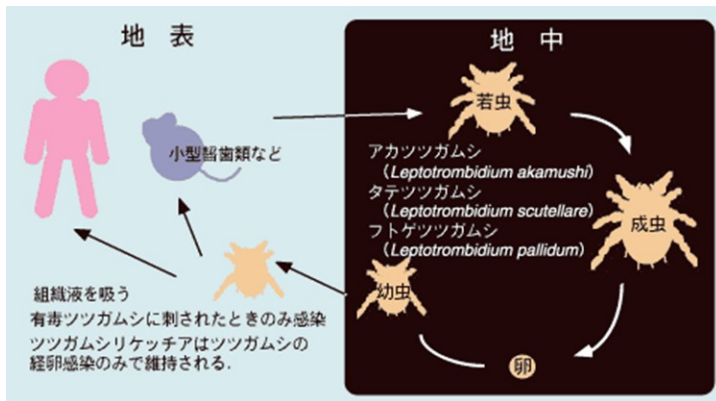 地表
地中
若虫
小型齧歯類など
アカツツガムシ
（Leptotrombidium akamushi）
タテツツガムシ
（Leptotrombidium scutellare）
フトゲツツガムシ
（Leptotrombidium pallidum）
成虫
幼虫
卵
組織液を吸う
有毒ツツガムシに刺されたときのみ感染
ツツガムシリケッチアはツツガムシの
経卵感染のみで維持される.